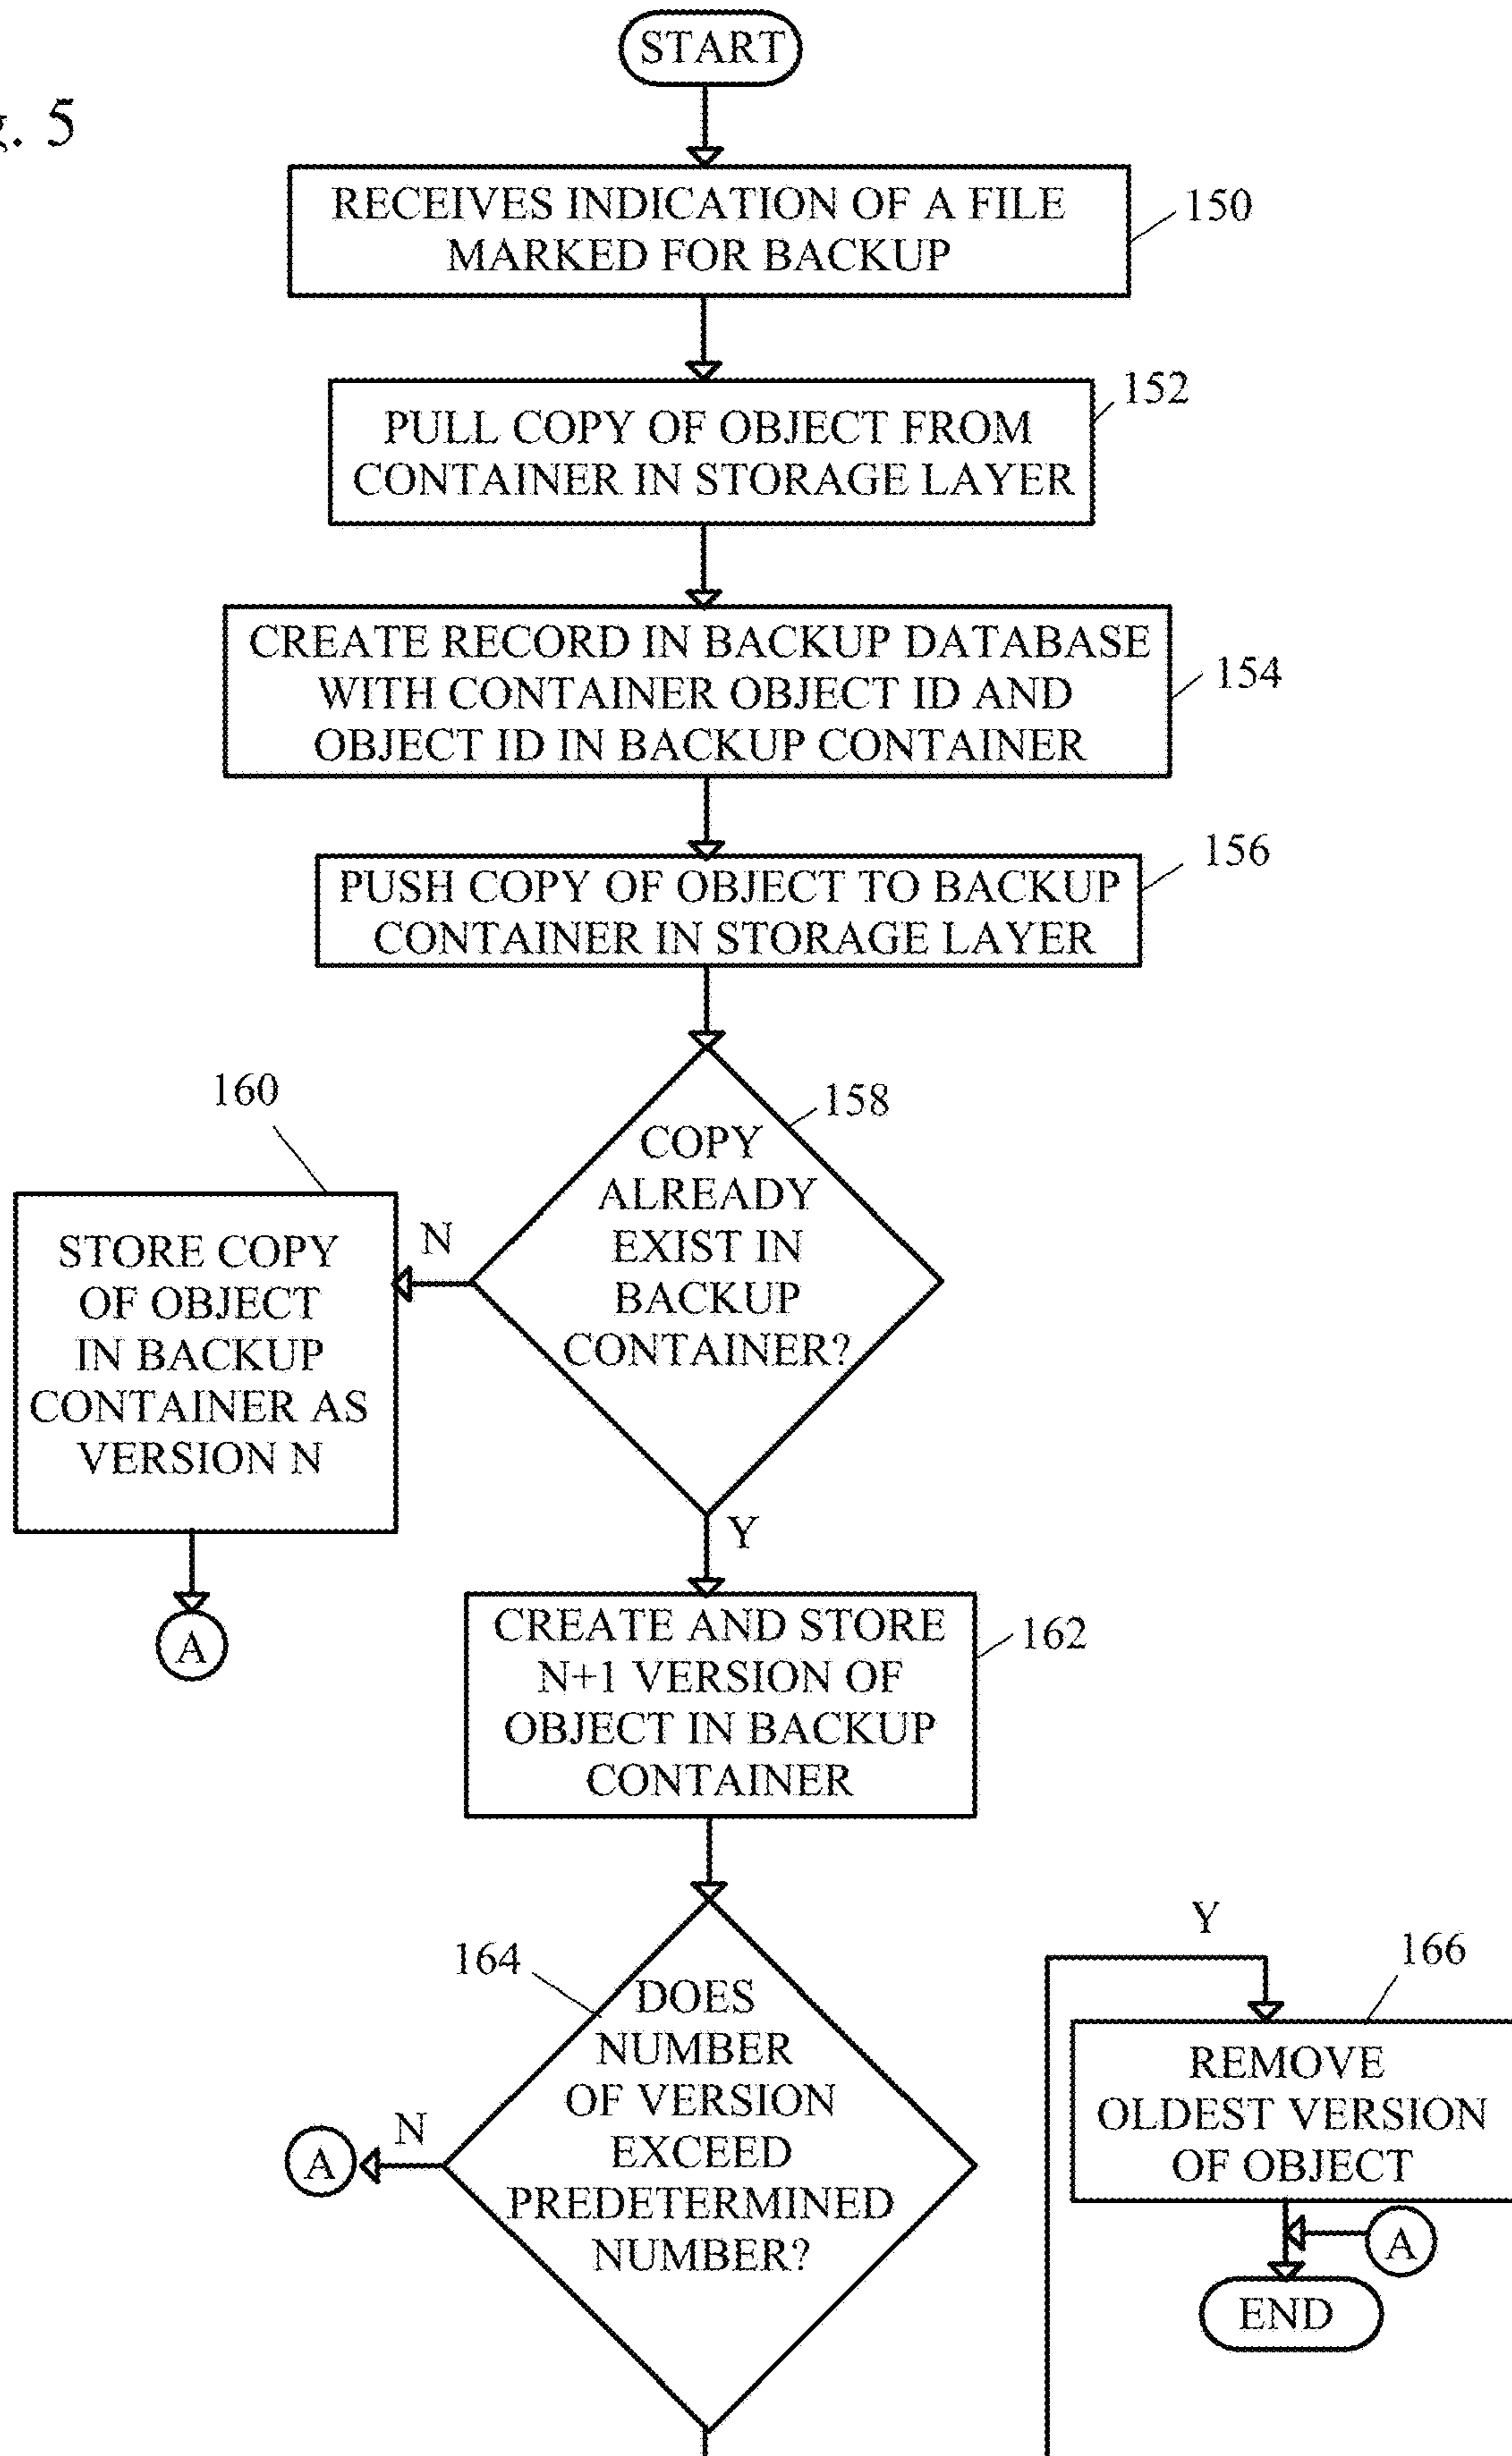 START
g. 5
RECEIVES INDICATION OF A FILE
MARKED FOR BACKUP
150
PULL COPY OF OBJECT FROM
CONTAINER IN STORAGE LAYER
152
CREATE RECORD IN BACKUP DATABASE
WITH CONTAINER OBJECT ID AND
OBJECT ID IN BACKUP CONTAINER
154
PUSH COPY OF OBJECT TO BACKUP
CONTAINER IN STORAGE LAYER
156
COPY
ALREADY
EXIST IN
BACKUP
CONTAINER?
158
N
160
STORE COPY
OF OBJECT
IN BACKUP
CONTAINER AS
VERSION N
A
Y
CREATE AND STORE
N+1 VERSION OF
OBJECT IN BACKUP
CONTAINER
162
164
DOES
NUMBER
OF VERSION
EXCEED
PREDETERMINED
NUMBER?
N
A
Y
166
REMOVE
OLDEST VERSION
OF OBJECT
A
END